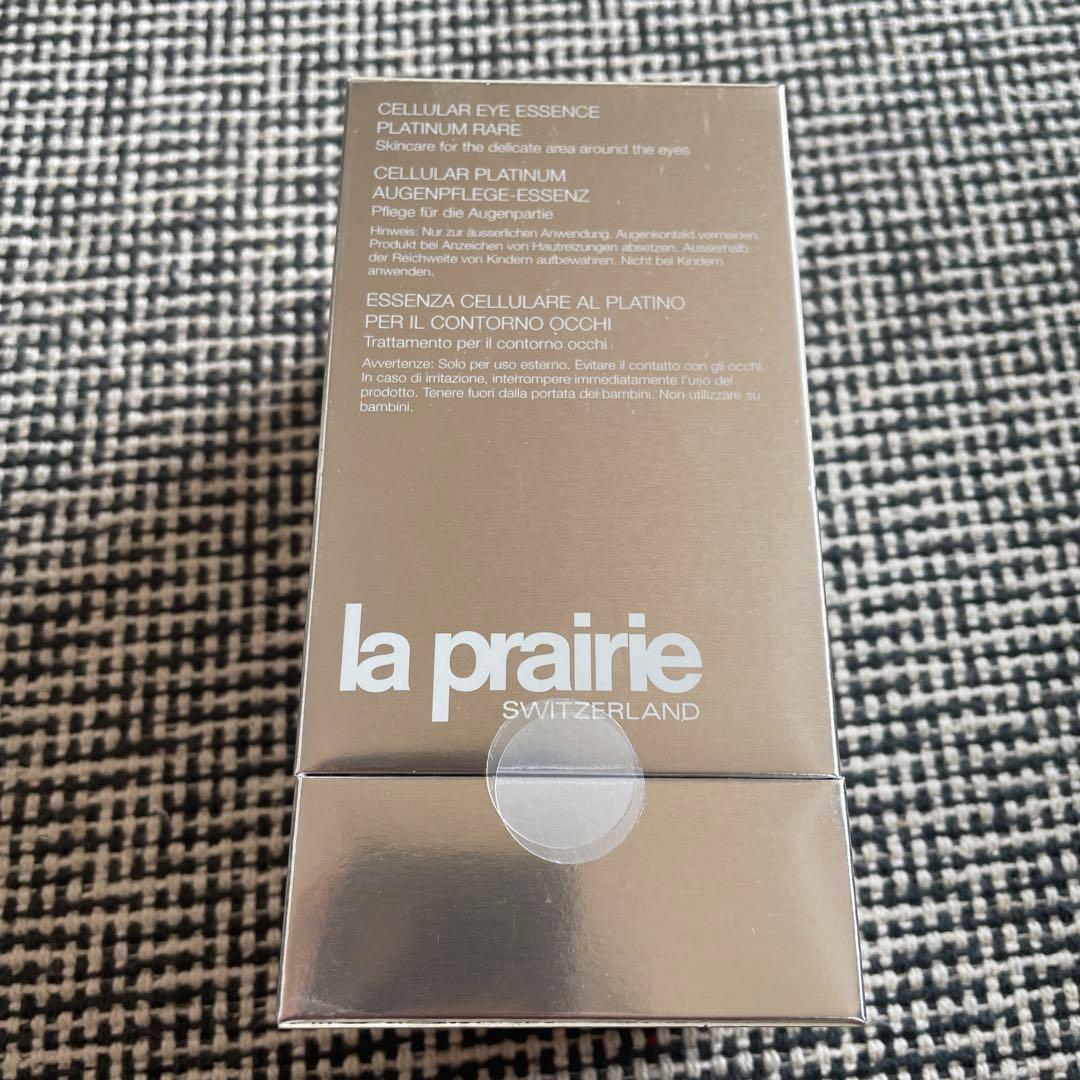 CELLULAR EYE ESSENCE
PLATINUM RARE
Skincare for the delicate area around the eyes
CELLULAR PLATINUM
AUGENPFLEGE-ESSENZ
Pflege für die Augenpartie
Hinweis: Nur zur äusserlichen Anwendung. Augenkontakt vermeiden.
Produkt bei Anzeichen von Hautreizungen absetzen. Ausserhalb
der Reichweite von Kindern aufbewahren. Nicht bei Kindern
anwenden.
ESSENZA CELLULARE AL PLATINO
PER IL CONTORNO OCCHI
Trattamento per il contorno occhi
Avvertenze: Solo per uso esterno. Evitare il contatto con gli occhi.
In caso di irritazione, interrompere immediatamente l'uso del
prodotto. Tenere fuori dalla portata dei bambini. Non utilizzare su
bambini.
la prairie
SWITZERLAND